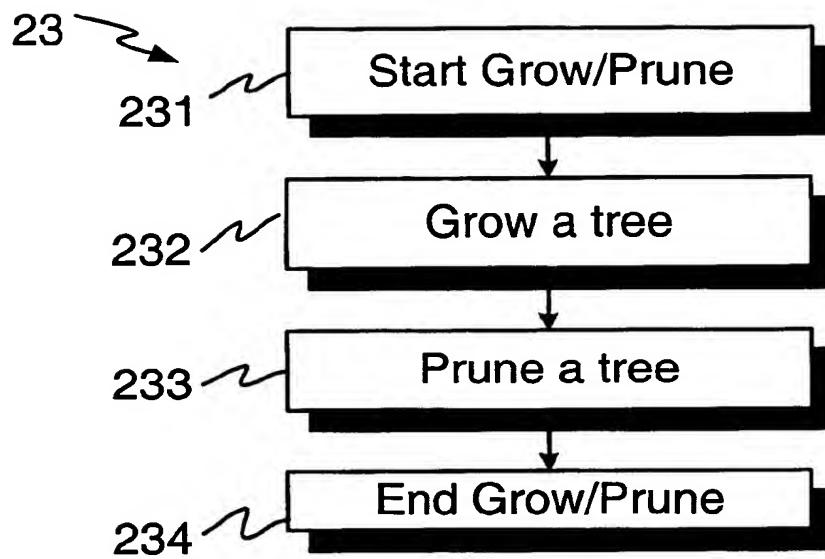 23
Start Grow/Prune
231
Grow a tree
232
Prune a tree
233
End Grow/Prune
234